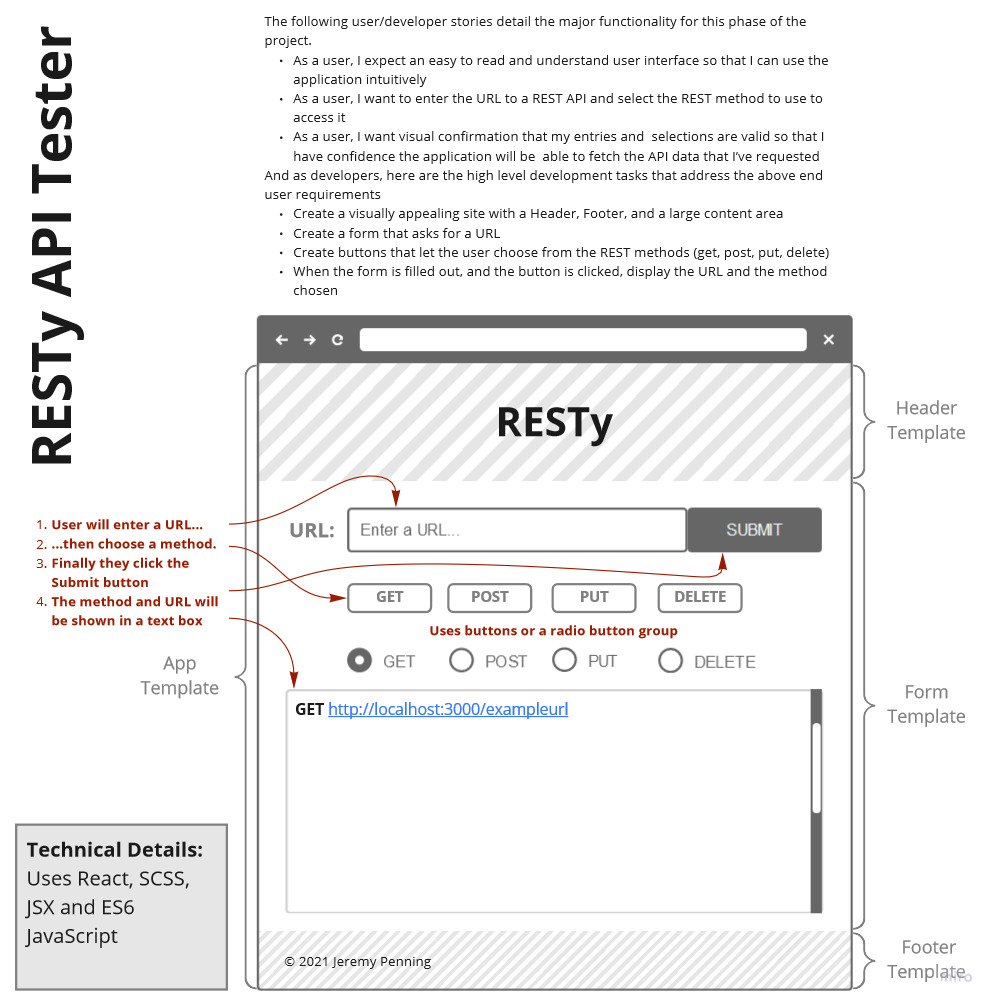 RESTy API Tester
The following user/developer stories detail the major functionality for this phase of the
project.
• As a user, I expect an easy to read and understand user interface so that I can use the
application intuitively
• As a user, I want to enter the URL to a REST API and select the REST method to use to
access it
• As a user, I want visual confirmation that my entries and  selections are valid so that I
have confidence the application will be  able to fetch the API data that I've requested
And as developers, here are the high level development tasks that address the above end
user requirements
• Create a visually appealing site with a Header, Footer, and a large content area
• Create a form that asks for a URL
• Create buttons that let the user choose from the REST methods (get, post, put, delete)
• When the form is filled out, and the button is clicked, display the URL and the method
chosen
RESTy
Header
Template
1. User will enter a URL...
2. ...then choose a method.
3. Finally they click the
Submit button
4. The method and URL will
be shown in a text box
URL:
Enter a URL...
SUBMIT
GET
POST
PUT
DELETE
Uses buttons or a radio button group
GET
POST
PUT
DELETE
App
Template
GET http://localhost:3000/exampleurl
Form
Template
Technical Details:
Uses React, SCSS,
JSX and ES6
JavaScript
© 2021 Jeremy Penning
Footer
Template
miro